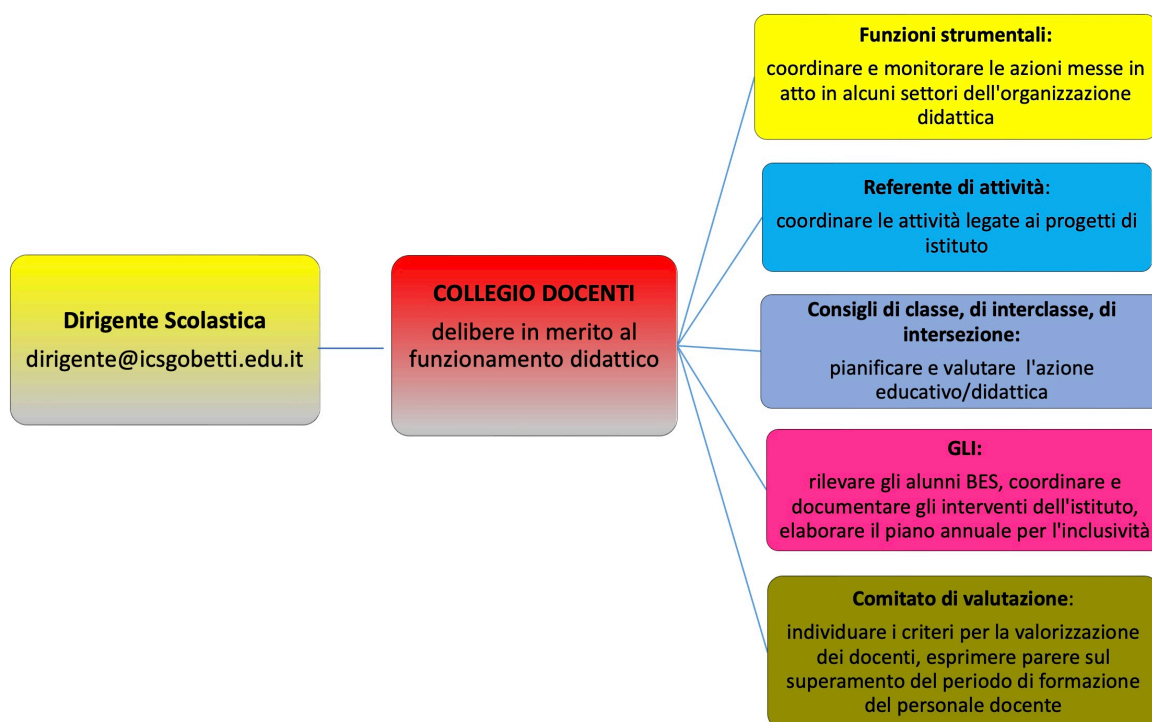 Dirigente Scolastica
dirigente@icsgobetti.edu.it
COLLEGIO DOCENTI
delibere in merito al
funzionamento didattico
Funzioni strumentali:
coordinare e monitorare le azioni messe in
atto in alcuni settori dell'organizzazione
didattica
Referente di attività:
coordinare le attività legate ai progetti di
istituto
Consigli di classe, di interclasse, di
intersezione:
pianificare e valutare l'azione
educativo/didattica
GLI:
rilevare gli alunni BES, coordinare e
documentare gli interventi dell'istituto,
elaborare il piano annuale per l'inclusività
Comitato di valutazione:
individuare i criteri per la valorizzazione
dei docenti, esprimere parere sul
superamento del periodo di formazione
del personale docente